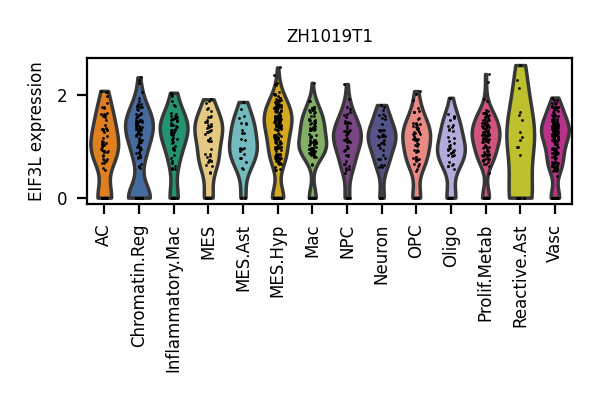 ZH1019T1
EIF3L expression
2
0
AC
Chromatin.Reg
Inflammatory.Mac
MES
MES.Ast
MES.Hyp
Mac
NPC
Neuron
OPC
Oligo
Prolif.Metab
Reactive.Ast
Vasc